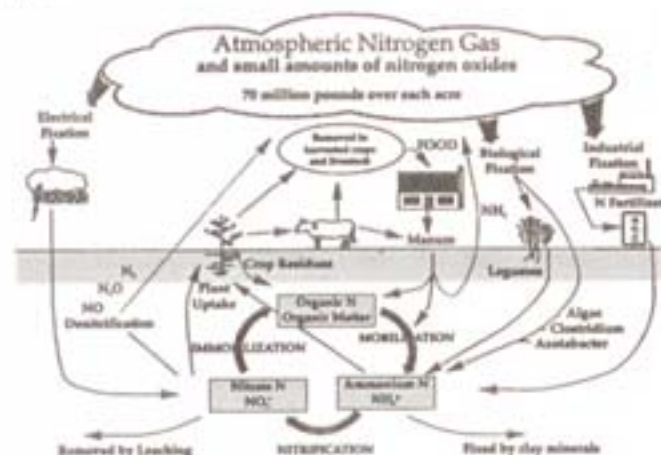 Atmospheric Nitrogen Gas
and small amounts of nitrogen oxides
70 million pounds over each acre
Electrical
Fixation
Removed in
harvested crops
and livestock
FOOD
Biological
Fixation
Industrial
Fixation
N Fertilizer
NH₃
Manure
Legumes
N₂
N₂O
NO
Denitrification
Crop Residues
Plant
Uptake
Organic N
Organic Matter
IMMOBILIZATION
Algae
Clostridium
Azotobacter
Nitrate N
NO₃⁻
Ammonium N
NH₄⁺
Removed by Leaching
NITRIFICATION
Fixed by clay minerals